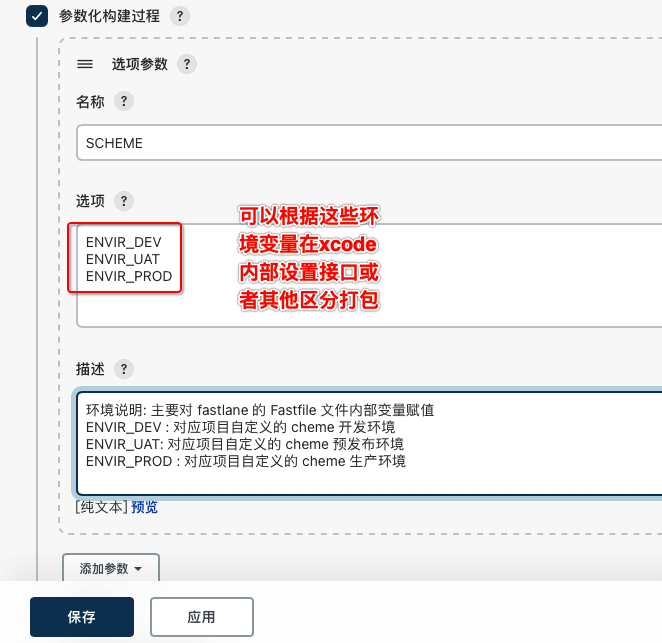 参数化构建过程 ?
选项参数 ?
名称 ?
SCHEME
选项 ?
ENVIR_DEV
ENVIR_UAT
ENVIR_PROD
可以根据这些环
境变量在xcode
内部设置接口或
者其他区分打包
描述 ?
环境说明: 主要对 fastlane 的 Fastfile 文件内部变量赋值
ENVIR_DEV : 对应项目自定义的 cheme 开发环境
ENVIR_UAT: 对应项目自定义的 cheme 预发布环境
ENVIR_PROD : 对应项目自定义的 cheme 生产环境
[纯文本] 预览
添加参数
保存 应用